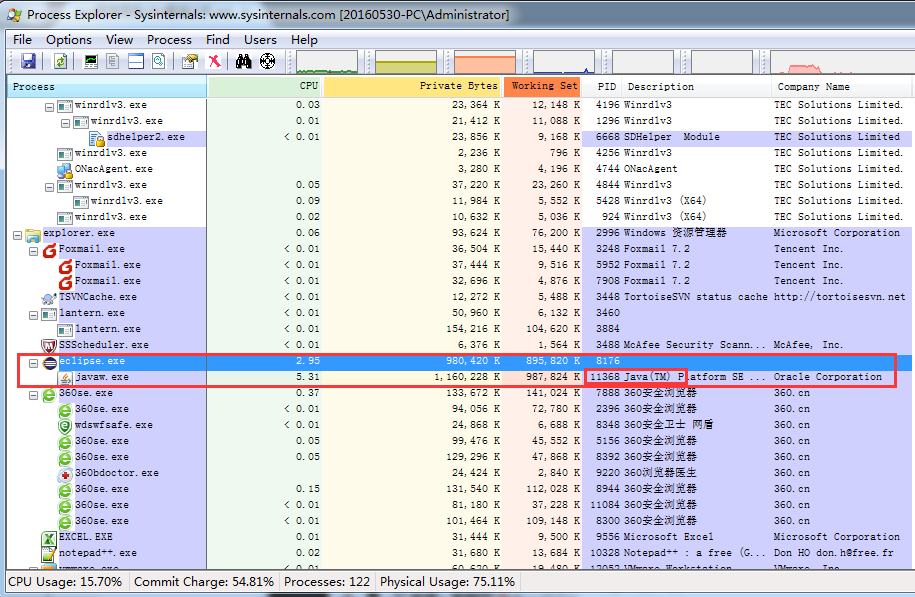 Process Explorer - Sysinternals: www.sysinternals.com [20160530-PC\Administrator]
File Options View Process Find Users Help
Process CPU Private Bytes Working Set PID Description Company Name
winrdlv3.exe 0.03 23,364 K 12,148 K 4196 Winrdlv3 TEC Solutions Limited.
winrdlv3.exe 0.01 21,412 K 11,088 K 1296 Winrdlv3 TEC Solutions Limited.
sdhelper2.exe < 0.01 23,856 K 9,168 K 6668 SDHelper Module TEC Solutions Limited.
winrdlv3.exe 2,236 K 796 K 4256 Winrdlv3 TEC Solutions Limited.
ONacAgent.exe 3,280 K 4,196 K 4744 ONacAgent TEC Solutions Limited.
winrdlv3.exe 0.05 37,220 K 23,260 K 4844 Winrdlv3 TEC Solutions Limited.
winrdlv3.exe 0.09 11,984 K 5,552 K 5428 Winrdlv3 (X64) TEC Solutions Limited.
winrdlv3.exe 0.02 10,632 K 5,036 K 924 Winrdlv3 (X64) TEC Solutions Limited.
explorer.exe 0.06 93,624 K 76,200 K 2996 Windows 资源管理器 Microsoft Corporation
Foxmail.exe < 0.01 36,504 K 15,440 K 3248 Foxmail 7.2 Tencent Inc.
Foxmail.exe < 0.01 37,444 K 9,516 K 5952 Foxmail 7.2 Tencent Inc.
Foxmail.exe < 0.01 32,696 K 4,876 K 7908 Foxmail 7.2 Tencent Inc.
TSVNCache.exe < 0.01 12,272 K 5,488 K 3448 TortoiseSVN status cache http://tortoisesvn.net
lantern.exe < 0.01 50,960 K 6,132 K 3460
lantern.exe < 0.01 154,216 K 104,620 K 3884
SSScheduler.exe < 0.01 6,376 K 1,564 K 3488 McAfee Security Scann... McAfee, Inc.
eclipse.exe 2.95 980,420 K 895,820 K 8176
javaw.exe 5.31 1,160,228 K 987,824 K 11368 Java(TM) Platform SE ... Oracle Corporation
360se.exe 0.37 133,672 K 141,024 K 7888 360安全浏览器 360.cn
360se.exe < 0.01 94,056 K 72,780 K 2396 360安全浏览器 360.cn
wdswfsafe.exe < 0.01 24,868 K 6,688 K 8348 360安全卫士 网盾 360.cn
360se.exe 0.05 99,476 K 45,552 K 5156 360安全浏览器 360.cn
360se.exe 0.05 129,296 K 47,868 K 8392 360安全浏览器 360.cn
360bdoctor.exe 24,424 K 2,840 K 9220 360浏览器医生 360.cn
360se.exe 0.15 131,540 K 112,028 K 8944 360安全浏览器 360.cn
360se.exe < 0.01 81,180 K 37,228 K 11084 360安全浏览器 360.cn
360se.exe < 0.01 101,464 K 109,148 K 8300 360安全浏览器 360.cn
EXCEL.EXE 0.01 31,444 K 9,500 K 9556 Microsoft Excel Microsoft Corporation
notepad++.exe 0.02 31,680 K 13,684 K 10328 Notepad++ : a free (G... Don HO don.h@free.fr
CPU Usage: 15.70% Commit Charge: 54.81% Processes: 122 Physical Usage: 75.11%